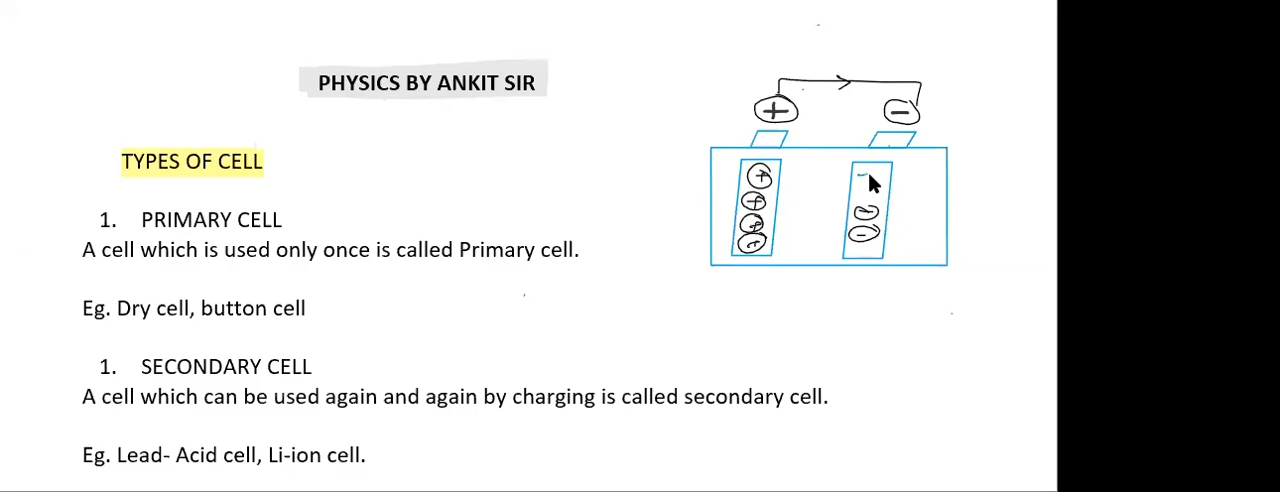 PHYSICS BY ANKIT SIR
TYPES OF CELL
1. PRIMARY CELL
A cell which is used only once is called Primary cell.
Eg. Dry cell, button cell
1. SECONDARY CELL
A cell which can be used again and again by charging is called secondary cell.
Eg. Lead- Acid cell, Li-ion cell.
+ -
+ -
+ -
+
+